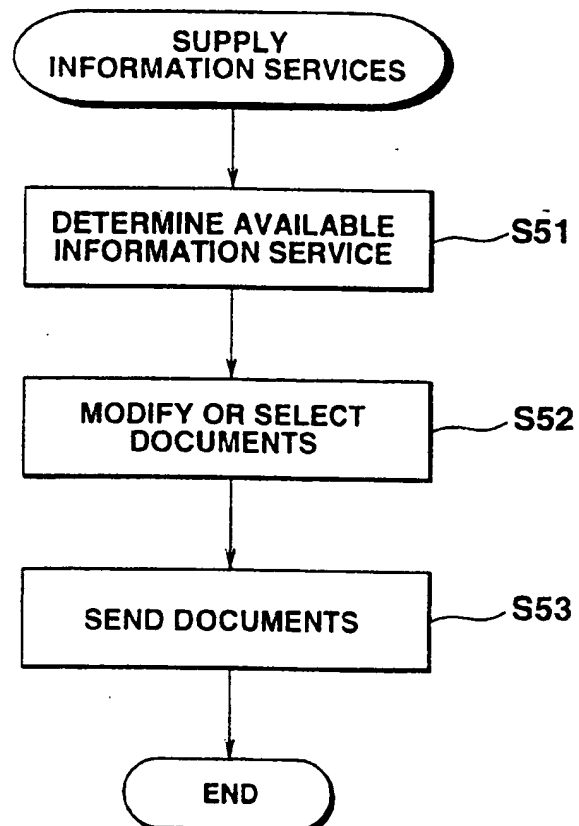 SUPPLY
INFORMATION SERVICES
DETERMINE AVAILABLE
INFORMATION SERVICE
S51
MODIFY OR SELECT
DOCUMENTS
S52
SEND DOCUMENTS
S53
END